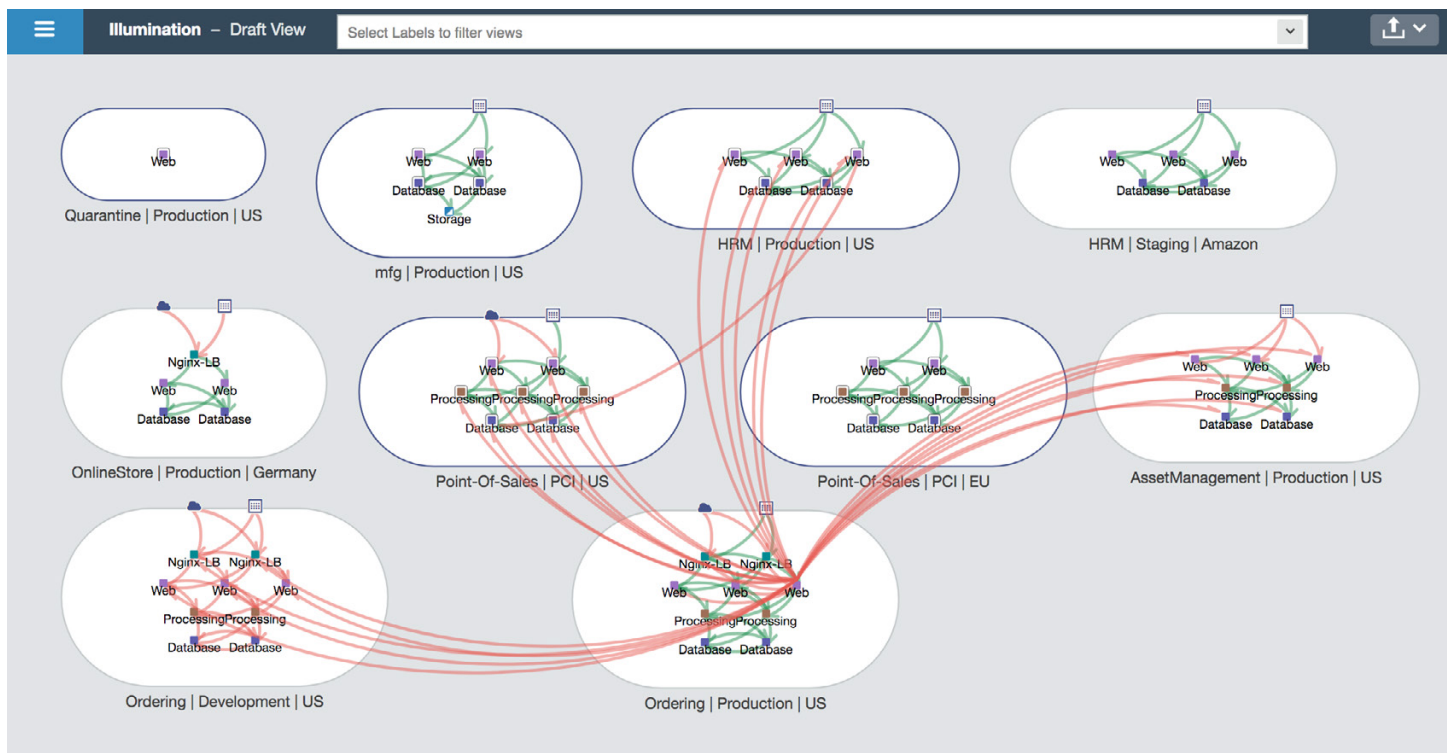 Illumination – Draft View
Select Labels to filter views
Web
Quarantine | Production | US
Web Web
Database Database
Storage
mfg | Production | US
Web Web Web
Database Database
HRM | Production | US
Web Web Web
Database Database
HRM | Staging | Amazon
Nginx-LB
Web Web
Database Database
OnlineStore | Production | Germany
Web Web
Processing Processing Processing
Database Database
Point-Of-Sales | PCI | US
Web Web
Processing Processing Processing
Database Database
Point-Of-Sales | PCI | EU
Web Web Web
Processing Processing
Database Database
AssetManagement | Production | US
Nginx-LB Nginx-LB
Web Web Web
Processing Processing
Database Database
Ordering | Development | US
Nginx-LB Nginx-LB
Web Web Web
Processing Processing
Database Database
Ordering | Production | US